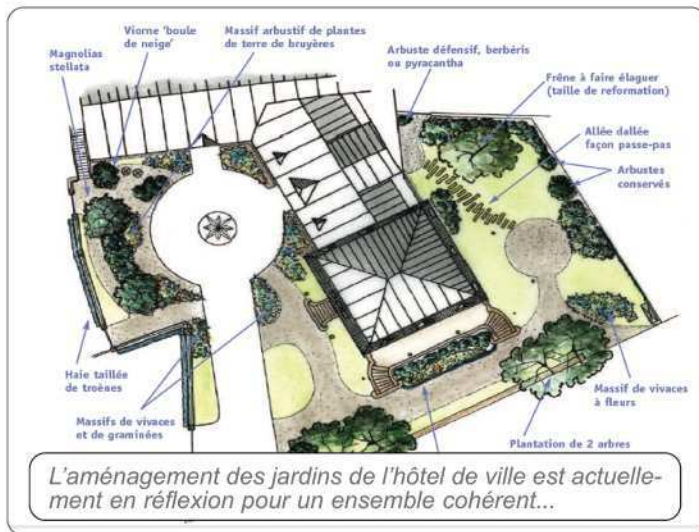 Viorne 'boule
de neige'
Massif arbustif de plantes
de terre de bruyères
Magnolias
stellata
Arbuste défensif, berbéris
ou pyracantha
Frêne à faire élaguer
(taille de reformation)
Allée dallée
façon passe-pas
Arbustes
conservés
Haie taillée
de troènes
Massifs de vivaces
et de graminées
Massif de vivaces
à fleurs
Plantation de 2 arbres
L'aménagement des jardins de l'hôtel de ville est actuelle-
ment en réflexion pour un ensemble cohérent...